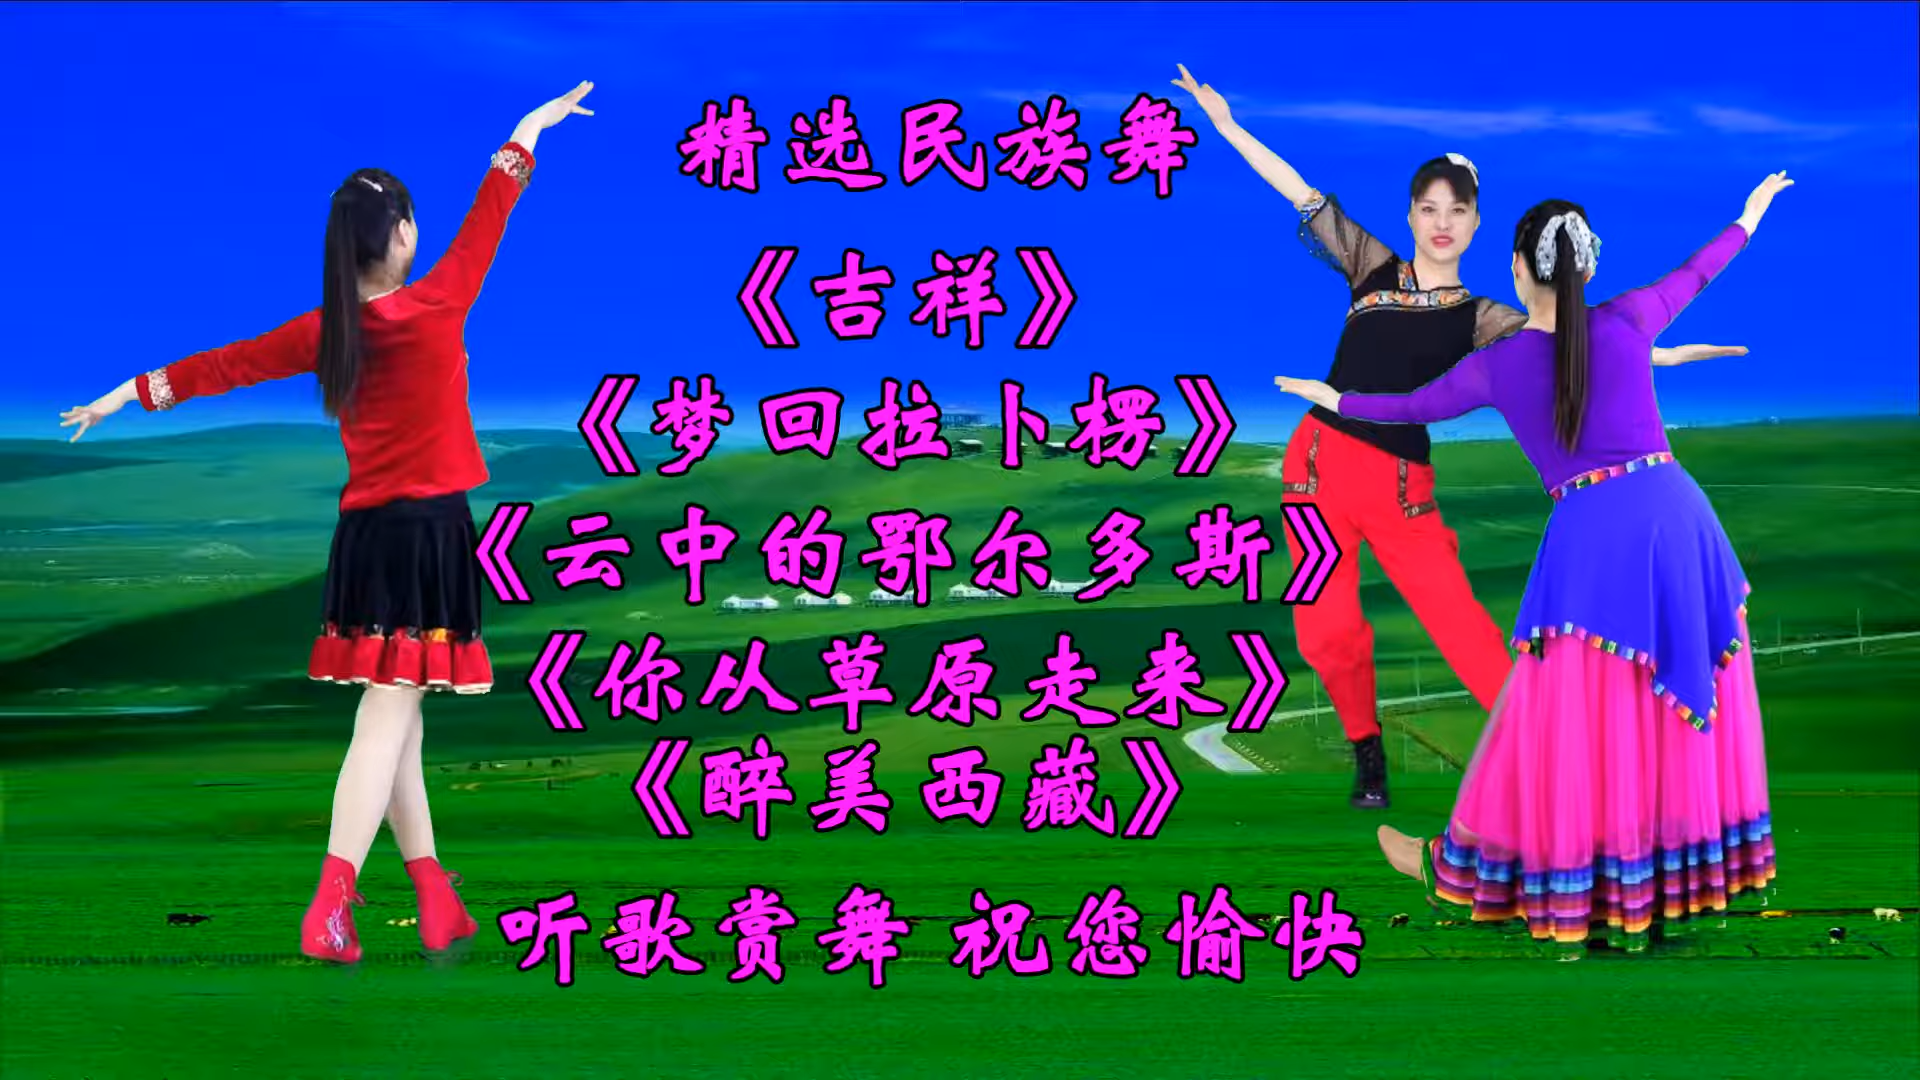 精选民族舞
《吉祥》
《梦回拉卜楞》
《云中的鄂尔多斯》
《你从草原走来》
《醉美西藏》
听歌赏舞 祝您愉快